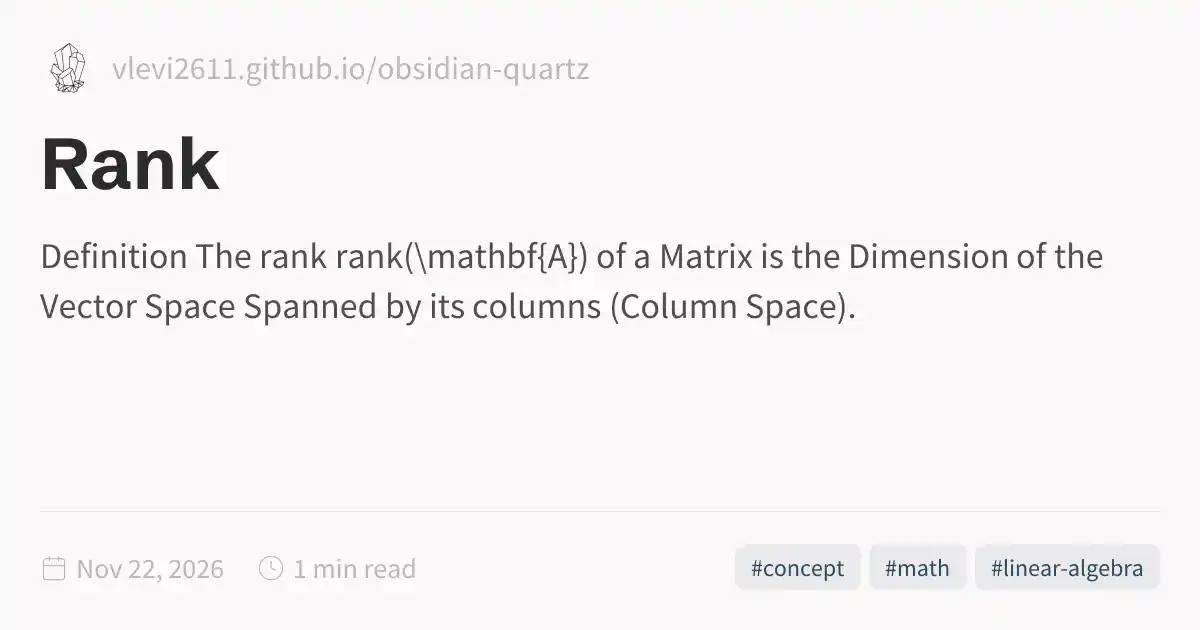 vlevi2611.github.io/obsidian-quartz
Rank
Definition The rank rank(\mathbf{A}) of a Matrix is the Dimension of the
Vector Space Spanned by its columns (Column Space).
Nov 22, 2026 1 min read #concept #math #linear-algebra